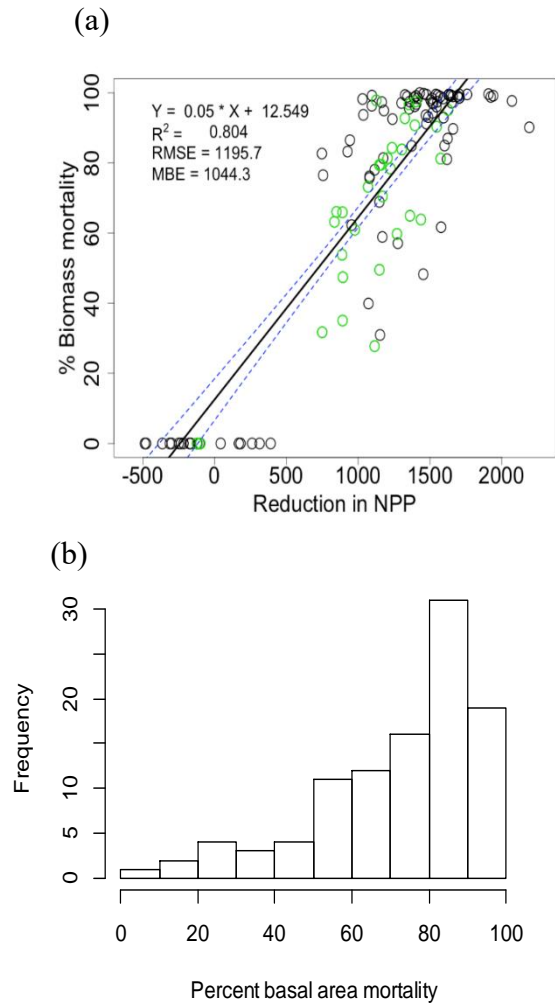 (a)
Y = 0.05 * X + 12.549
R² = 0.804
RMSE = 1195.7
MBE = 1044.3
% Biomass mortality
100
80
60
40
20
0
-500 0 500 1000 1500 2000
Reduction in NPP
(b)
Frequency
30
20
10
5
0
0 20 40 60 80 100
Percent basal area mortality